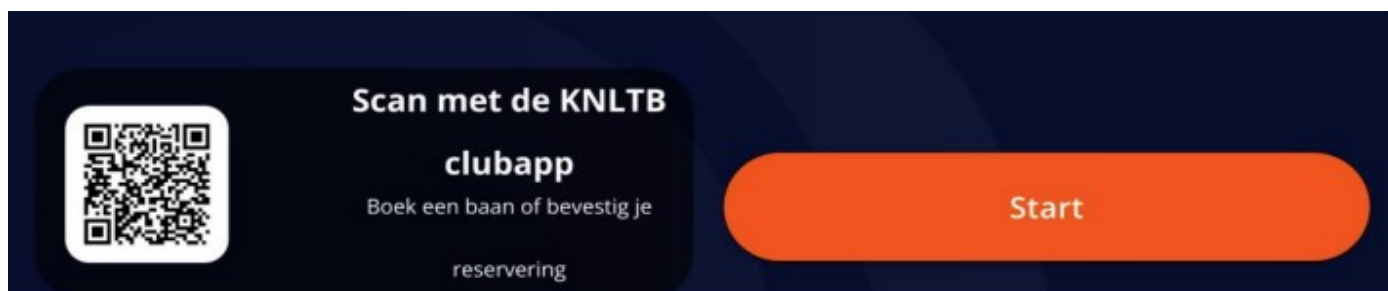 Scan met de KNLTB
clubapp
Boek een baan of bevestig je
reservering
Start